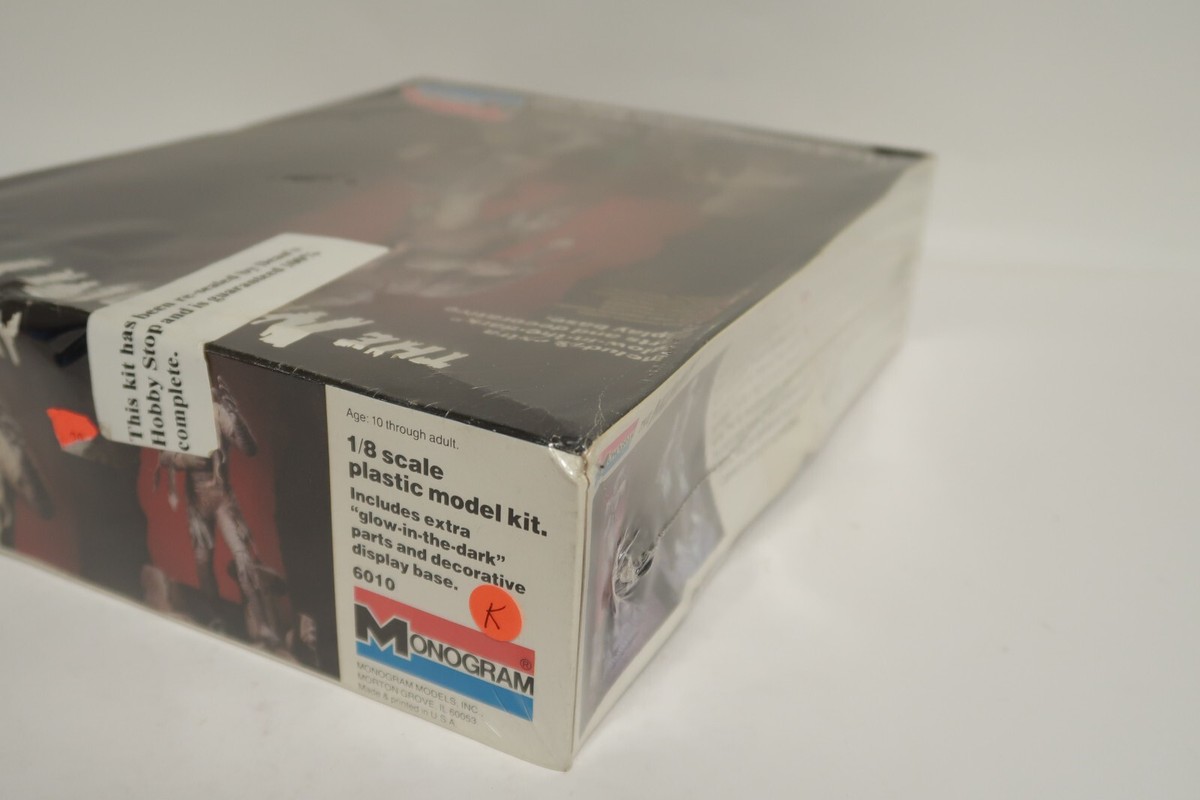 This kit has been re-sealed by
Hobby Stop and is guaranteed 100%
complete.
THE
Age: 10 through adult.
1/8 scale
plastic model kit.
Includes extra
“glow-in-the-dark”
parts and decorative
display base.
6010
K
MONOGRAM®
MONOGRAM MODELS, INC.
MORTON GROVE, IL 60053
Made & printed in U.S.A.